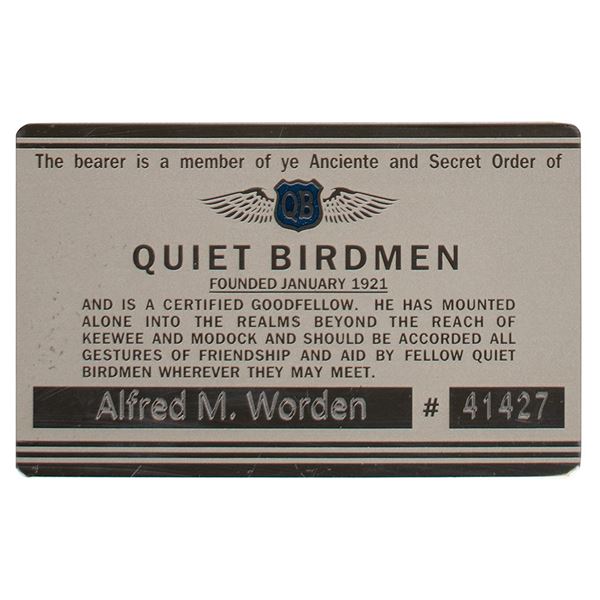 The bearer is a member of ye Anciente and Secret Order of
QB
QUIET BIRDMEN
FOUNDED JANUARY 1921
AND IS A CERTIFIED GOODFELLOW. HE HAS MOUNTED
ALONE INTO THE REALMS BEYOND THE REACH OF
KEEWEE AND MODOCK AND SHOULD BE ACCORDED ALL
GESTURES OF FRIENDSHIP AND AID BY FELLOW QUIET
BIRDMEN WHEREVER THEY MAY MEET.
Alfred M. Worden # 41427